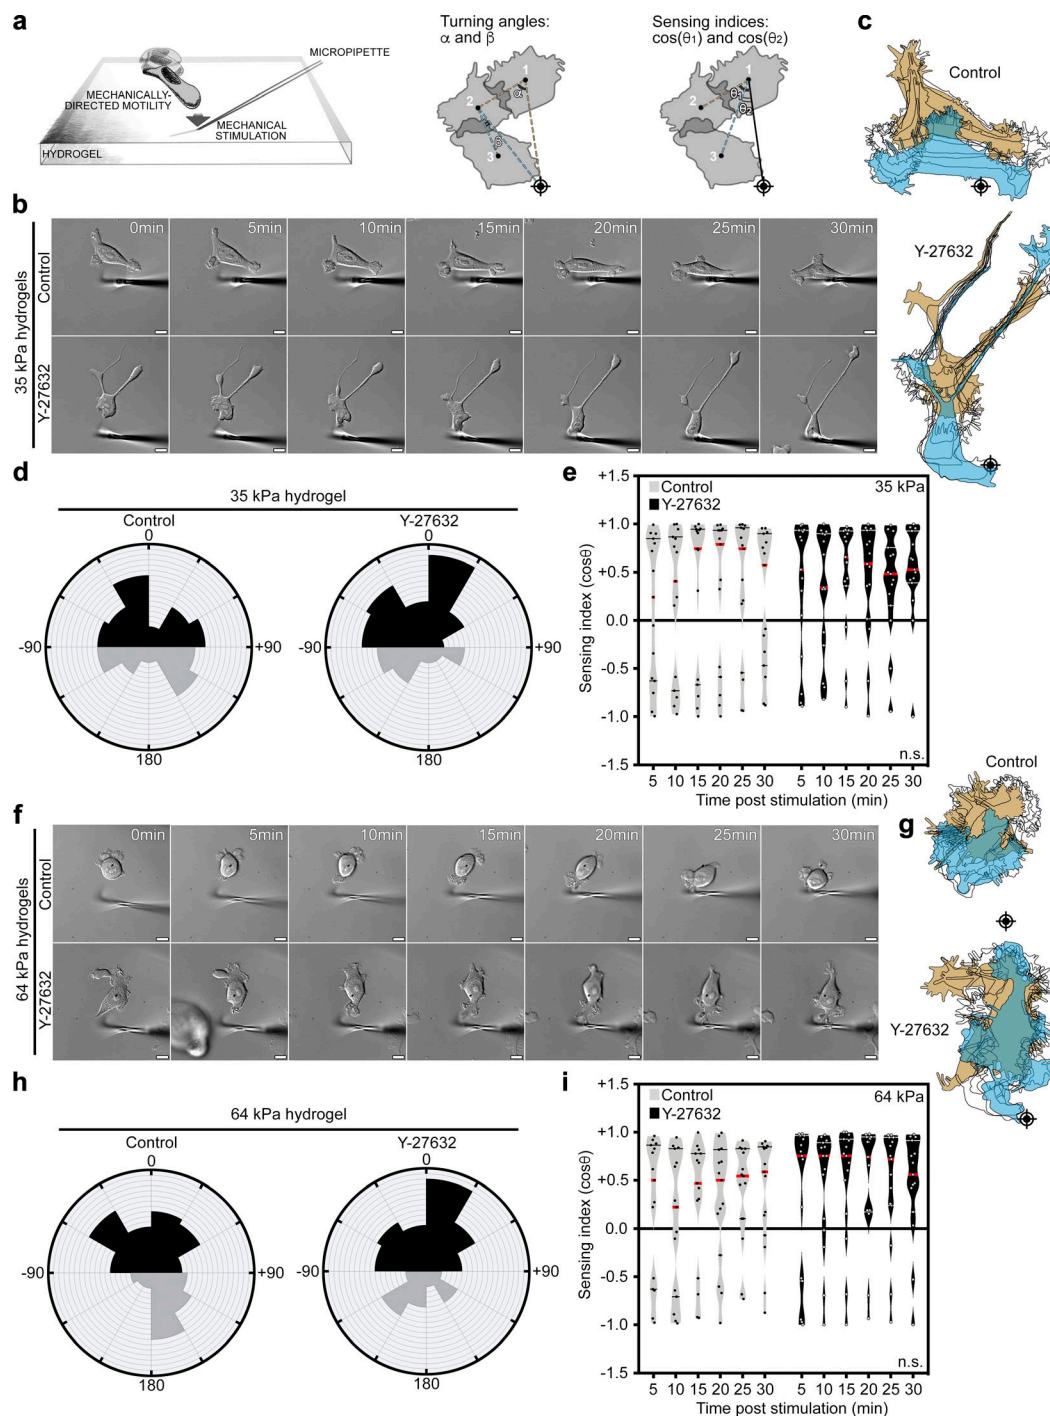 a
MICROPIPETTE
MECHANICALLY-
DIRECTED MOTILITY
MECHANICAL
STIMULATION
HYDROGEL
Turning angles:
α and β
1
α
2
β
3
Sensing indices:
cos(θ1) and cos(θ2)
1
θ1
θ2
2
3
c
Control
Y-27632
b
35 kPa hydrogels
Control
Y-27632
0min
5min
10min
15min
20min
25min
30min
d
35 kPa hydrogel
Control
0
-90
+90
180
Y-27632
0
-90
+90
180
e
Control
Y-27632
35 kPa
+1.5
+1.0
+0.5
0.0
-0.5
-1.0
-1.5
Sensing index (cosθ)
n.s.
5 10 15 20 25 30 5 10 15 20 25 30
Time post stimulation (min)
f
64 kPa hydrogels
Control
Y-27632
0min
5min
10min
15min
20min
25min
30min
g
Control
Y-27632
h
64 kPa hydrogel
Control
0
-90
+90
180
Y-27632
0
-90
+90
180
i
Control
Y-27632
64 kPa
+1.5
+1.0
+0.5
0.0
-0.5
-1.0
-1.5
Sensing index (cosθ)
n.s.
5 10 15 20 25 30 5 10 15 20 25 30
Time post stimulation (min)